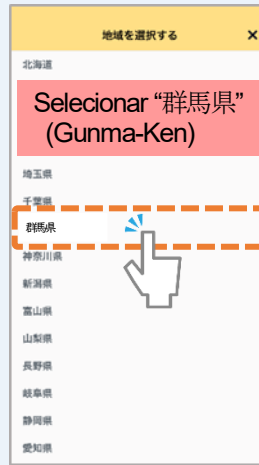 地域を選択する ×
北海道
Selecionar “群馬県”
(Gunma-Ken)
埼玉県
千葉県
群馬県
神奈川県
新潟県
富山県
山梨県
長野県
岐阜県
静岡県
愛知県